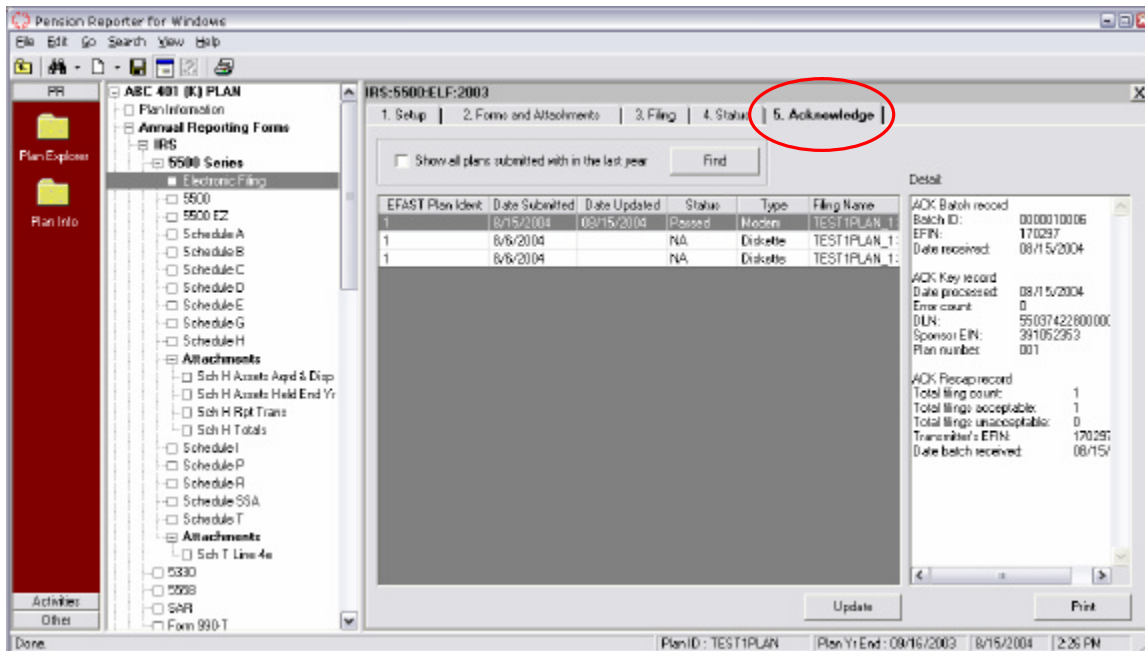 Pension Reporter for Windows
File Edit Go Search View Help
PR
Plan Explorer
Plan Info
Activities
Other
ABC 401 (K) PLAN
Plan Information
Annual Reporting Forms
IRS
5500 Series
Electronic Filing
5500
5500 EZ
Schedule A
Schedule B
Schedule C
Schedule D
Schedule E
Schedule G
Schedule H
Attachments
Sch H Assets Aqrd & Disp
Sch H Assets Held End Yr
Sch H Rpt Trans
Sch H Totals
Schedule I
Schedule P
Schedule R
Schedule SSA
Schedule T
Attachments
Sch T Line 4e
5330
5558
SAR
Form 990-T
IRS:5500:ELF:2003
1. Setup 2. Forms and Attachments 3. Filing 4. Status 5. Acknowledge
Show all plans submitted with in the last year Find
EFAST Plan Ident Date Submitted Date Updated Status Type Filing Name
1 8/15/2004 08/15/2004 Passed Modem TEST1PLAN_1
1 8/6/2004 NA Diskette TEST1PLAN_1
1 8/6/2004 NA Diskette TEST1PLAN_1
Detail:
ACK Batch record
Batch ID: 0000010006
EFIN: 170297
Date received: 08/15/2004
ACK Key record
Date processed: 08/15/2004
Error count: 0
DLN: 55037422800000
Sponsor EIN: 391052353
Plan number: 001
ACK Recap record
Total filing count: 1
Total filings acceptable: 1
Total filings unacceptable: 0
Transmitter's EFIN: 170297
Date batch received: 08/15/
Update Print
Done. Plan ID : TEST1PLAN Plan Yr End : 09/16/2003 8/15/2004 2:26 PM